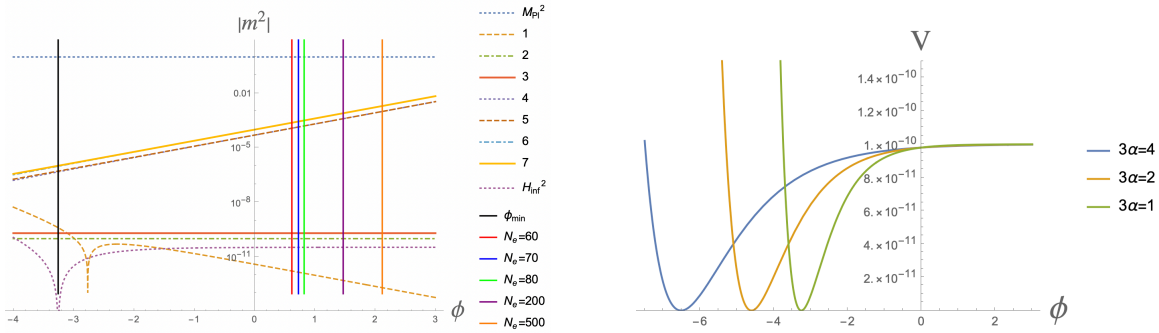 |m²|
0.01
10⁻⁵
10⁻⁸
10⁻¹¹
-4 -3 -2 -1 0 1 2 3 ϕ
M_Pl²
1
2
3
4
5
6
7
H_inf²
ϕ_min
N_e=60
N_e=70
N_e=80
N_e=200
N_e=500
V
1.4×10⁻¹⁰
1.2×10⁻¹⁰
1.×10⁻¹⁰
8.×10⁻¹¹
6.×10⁻¹¹
4.×10⁻¹¹
2.×10⁻¹¹
-6 -4 -2 0 2 ϕ
3α=4
3α=2
3α=1